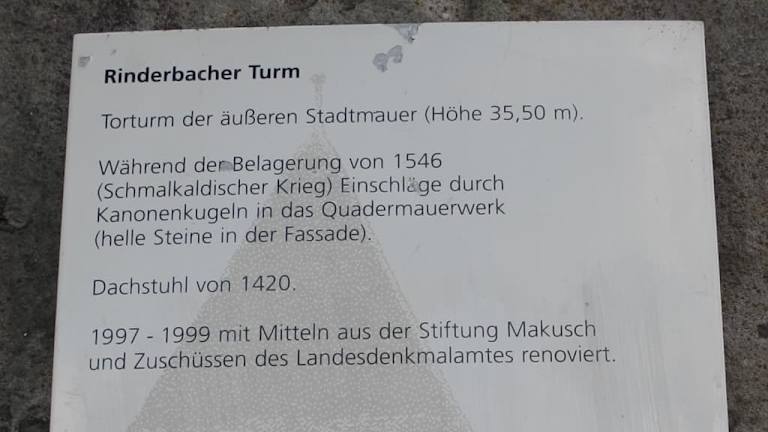 Rinderbacher Turm
Torturm der äußeren Stadtmauer (Höhe 35,50 m).
Während der Belagerung von 1546
(Schmalkaldischer Krieg) Einschläge durch
Kanonenkugeln in das Quadermauerwerk
(helle Steine in der Fassade).
Dachstuhl von 1420.
1997 - 1999 mit Mitteln aus der Stiftung Makusch
und Zuschüssen des Landesdenkmalamtes renoviert.